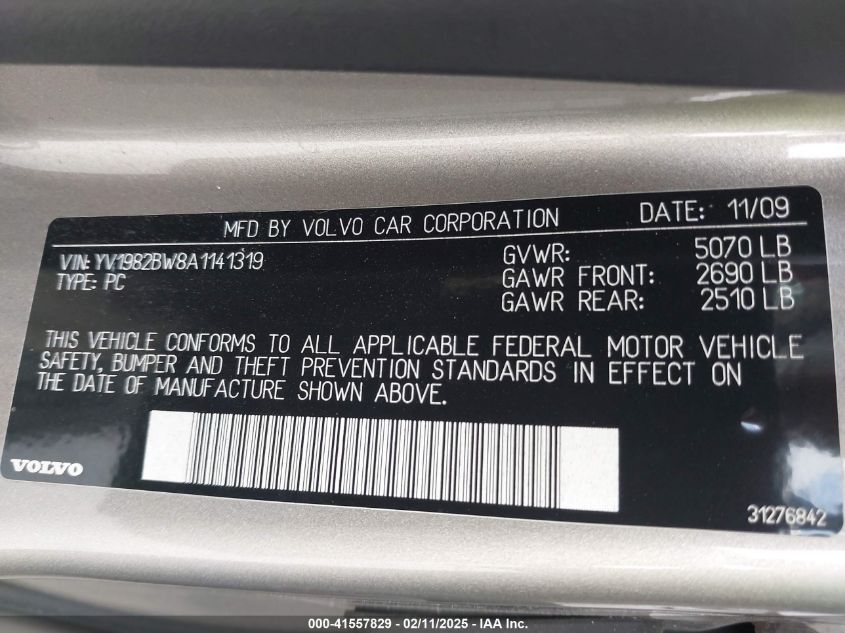 MFD BY VOLVO CAR CORPORATION DATE: 11/09
VIN: YV1982BW8A1141319
TYPE: PC
GVWR: 5070 LB
GAWR FRONT: 2690 LB
GAWR REAR: 2510 LB
THIS VEHICLE CONFORMS TO ALL APPLICABLE FEDERAL MOTOR VEHICLE
SAFETY, BUMPER AND THEFT PREVENTION STANDARDS IN EFFECT ON
THE DATE OF MANUFACTURE SHOWN ABOVE.
VOLVO
31276842
000-41557829 - 02/11/2025 - IAA Inc.